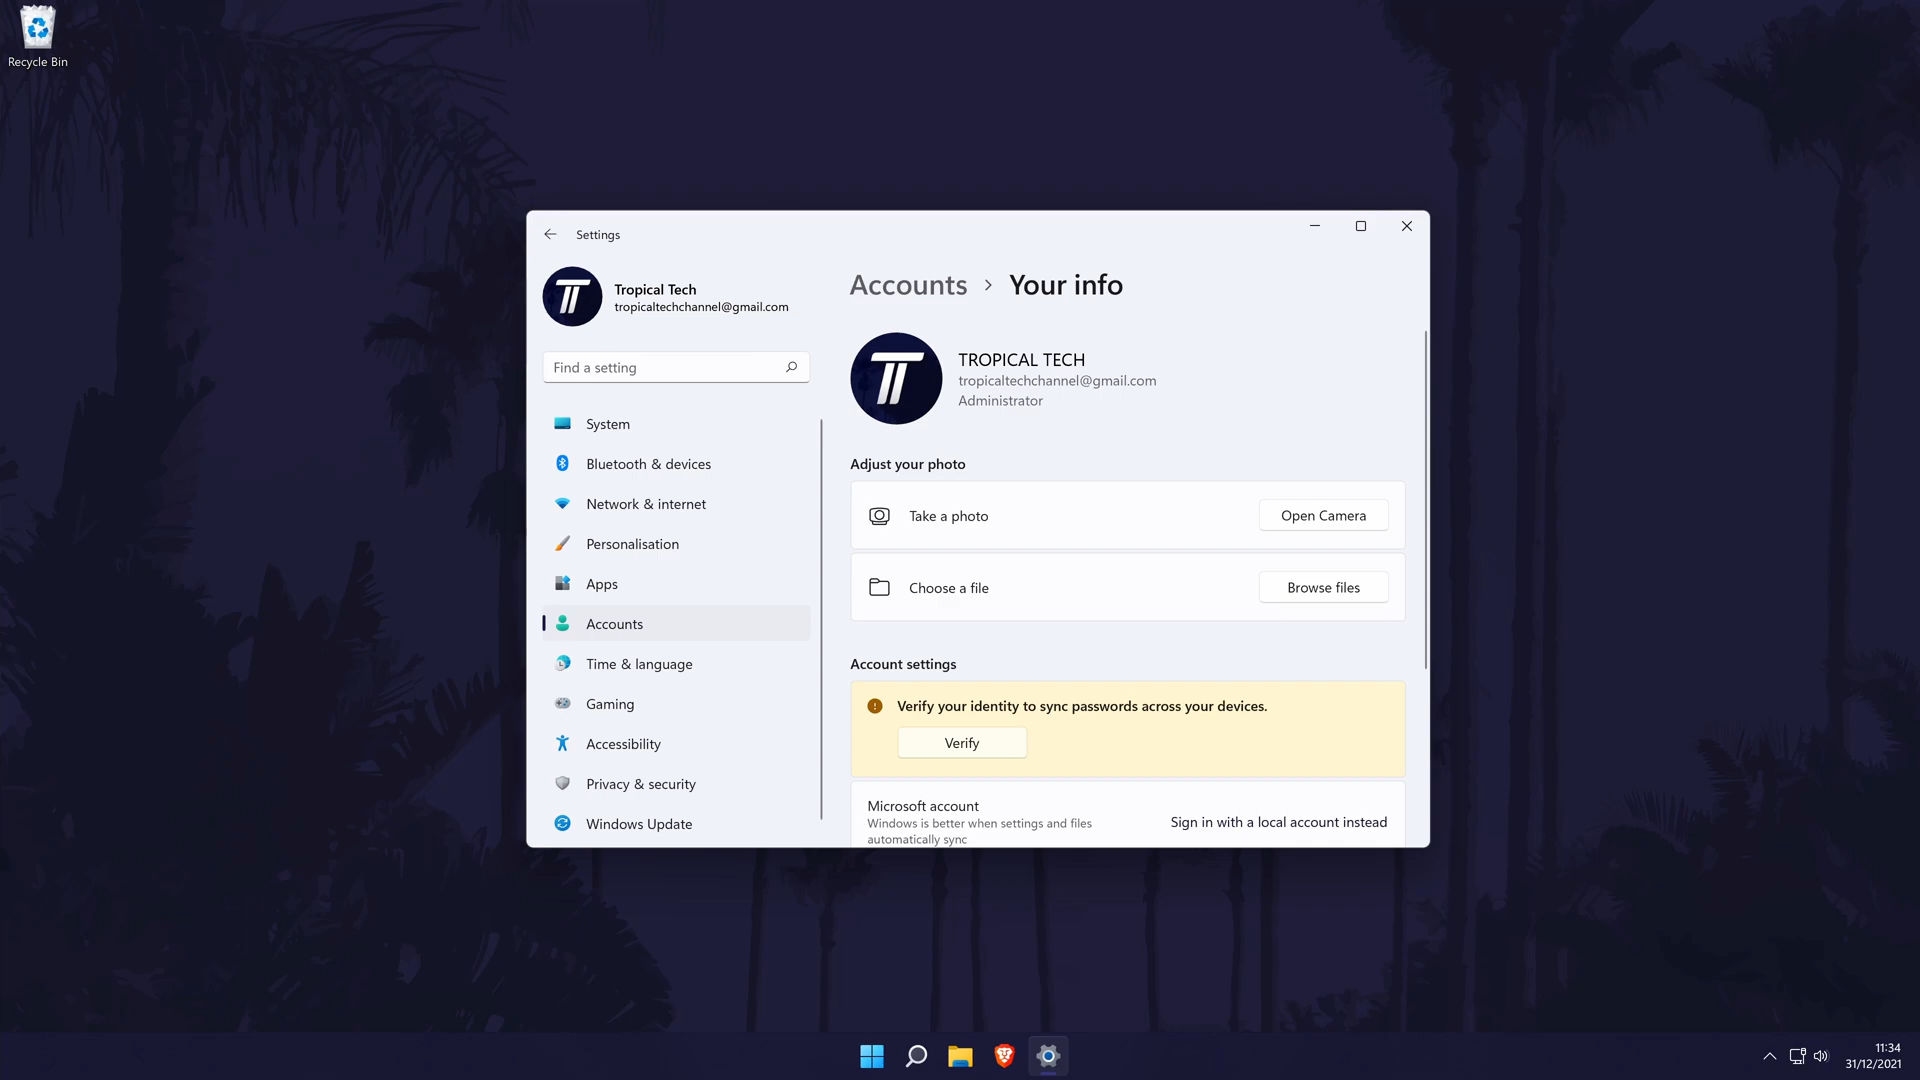 Recycle Bin
Settings
Tropical Tech
tropicaltechchannel@gmail.com
Find a setting
System
Bluetooth & devices
Network & internet
Personalisation
Apps
Accounts
Time & language
Gaming
Accessibility
Privacy & security
Windows Update
Accounts > Your info
TROPICAL TECH
tropicaltechchannel@gmail.com
Administrator
Adjust your photo
Take a photo
Open Camera
Choose a file
Browse files
Account settings
Verify your identity to sync passwords across your devices.
Verify
Microsoft account
Windows is better when settings and files
automatically sync
Sign in with a local account instead
11:34
31/12/2021